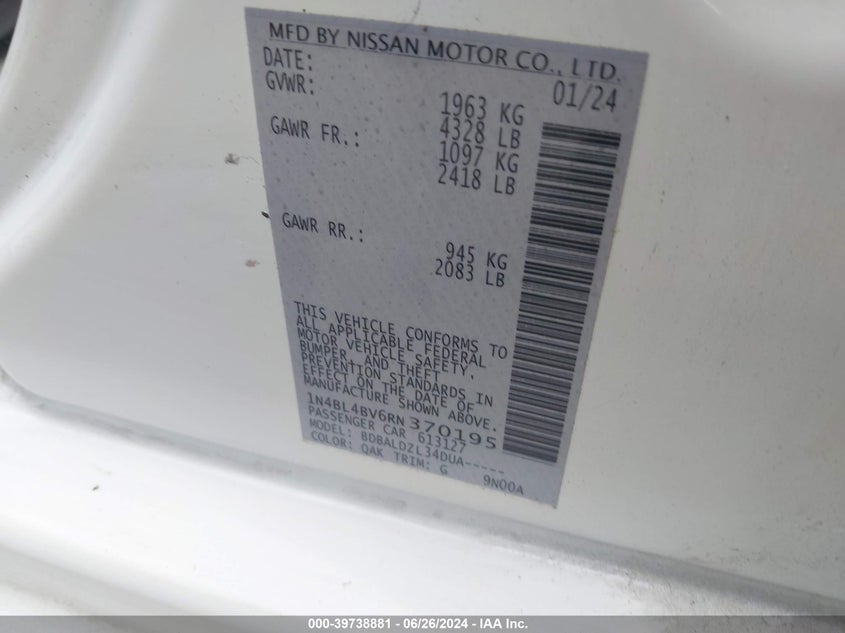 MFD BY NISSAN MOTOR CO., LTD.
DATE: 01/24
GVWR: 1963 KG
4328 LB
GAWR FR.: 1097 KG
2418 LB
GAWR RR.: 945 KG
2083 LB
THIS VEHICLE CONFORMS TO
ALL APPLICABLE FEDERAL
MOTOR VEHICLE SAFETY,
BUMPER, AND THEFT
PREVENTION STANDARDS IN
EFFECT ON THE DATE OF
MANUFACTURE SHOWN ABOVE.
1N4BL4BV6RN370195
PASSENGER CAR 613127
MODEL: BDBALDZL34DUA-----
COLOR: QAK TRIM: G 9N00A
000-39738881 - 06/26/2024 - IAA Inc.